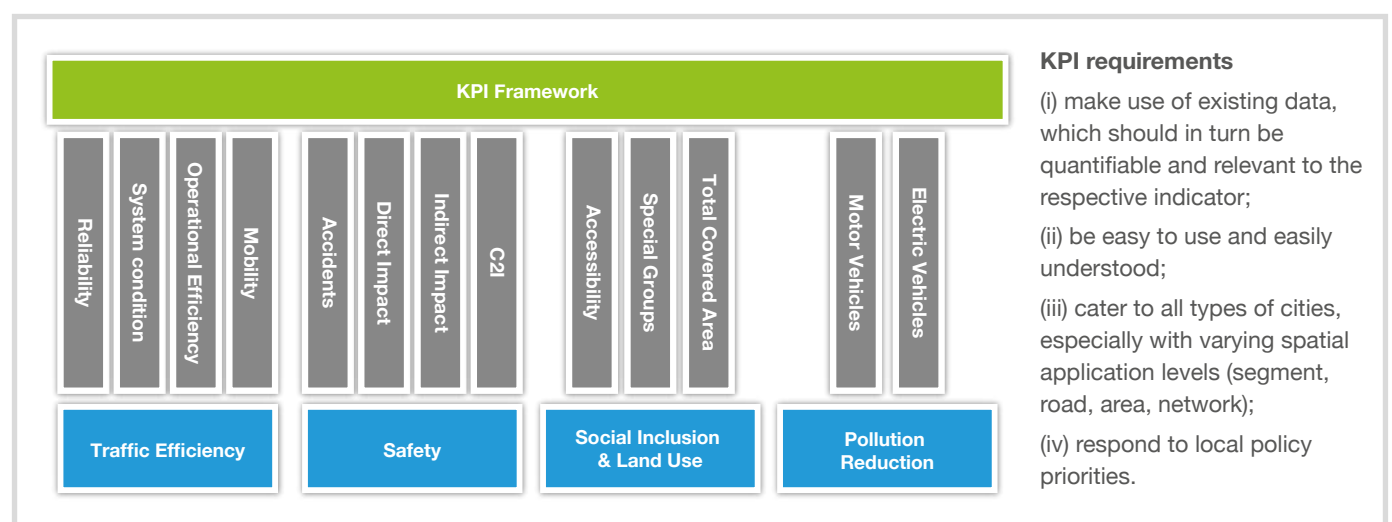 KPI Framework
Reliability
System condition
Operational Efficiency
Mobility
Accidents
Direct Impact
Indirect Impact
C2I
Accessibility
Special Groups
Total Covered Area
Motor Vehicles
Electric Vehicles
Traffic Efficiency
Safety
Social Inclusion
& Land Use
Pollution
Reduction
KPI requirements
(i) make use of existing data,
which should in turn be
quantifiable and relevant to the
respective indicator;
(ii) be easy to use and easily
understood;
(iii) cater to all types of cities,
especially with varying spatial
application levels (segment,
road, area, network);
(iv) respond to local policy
priorities.